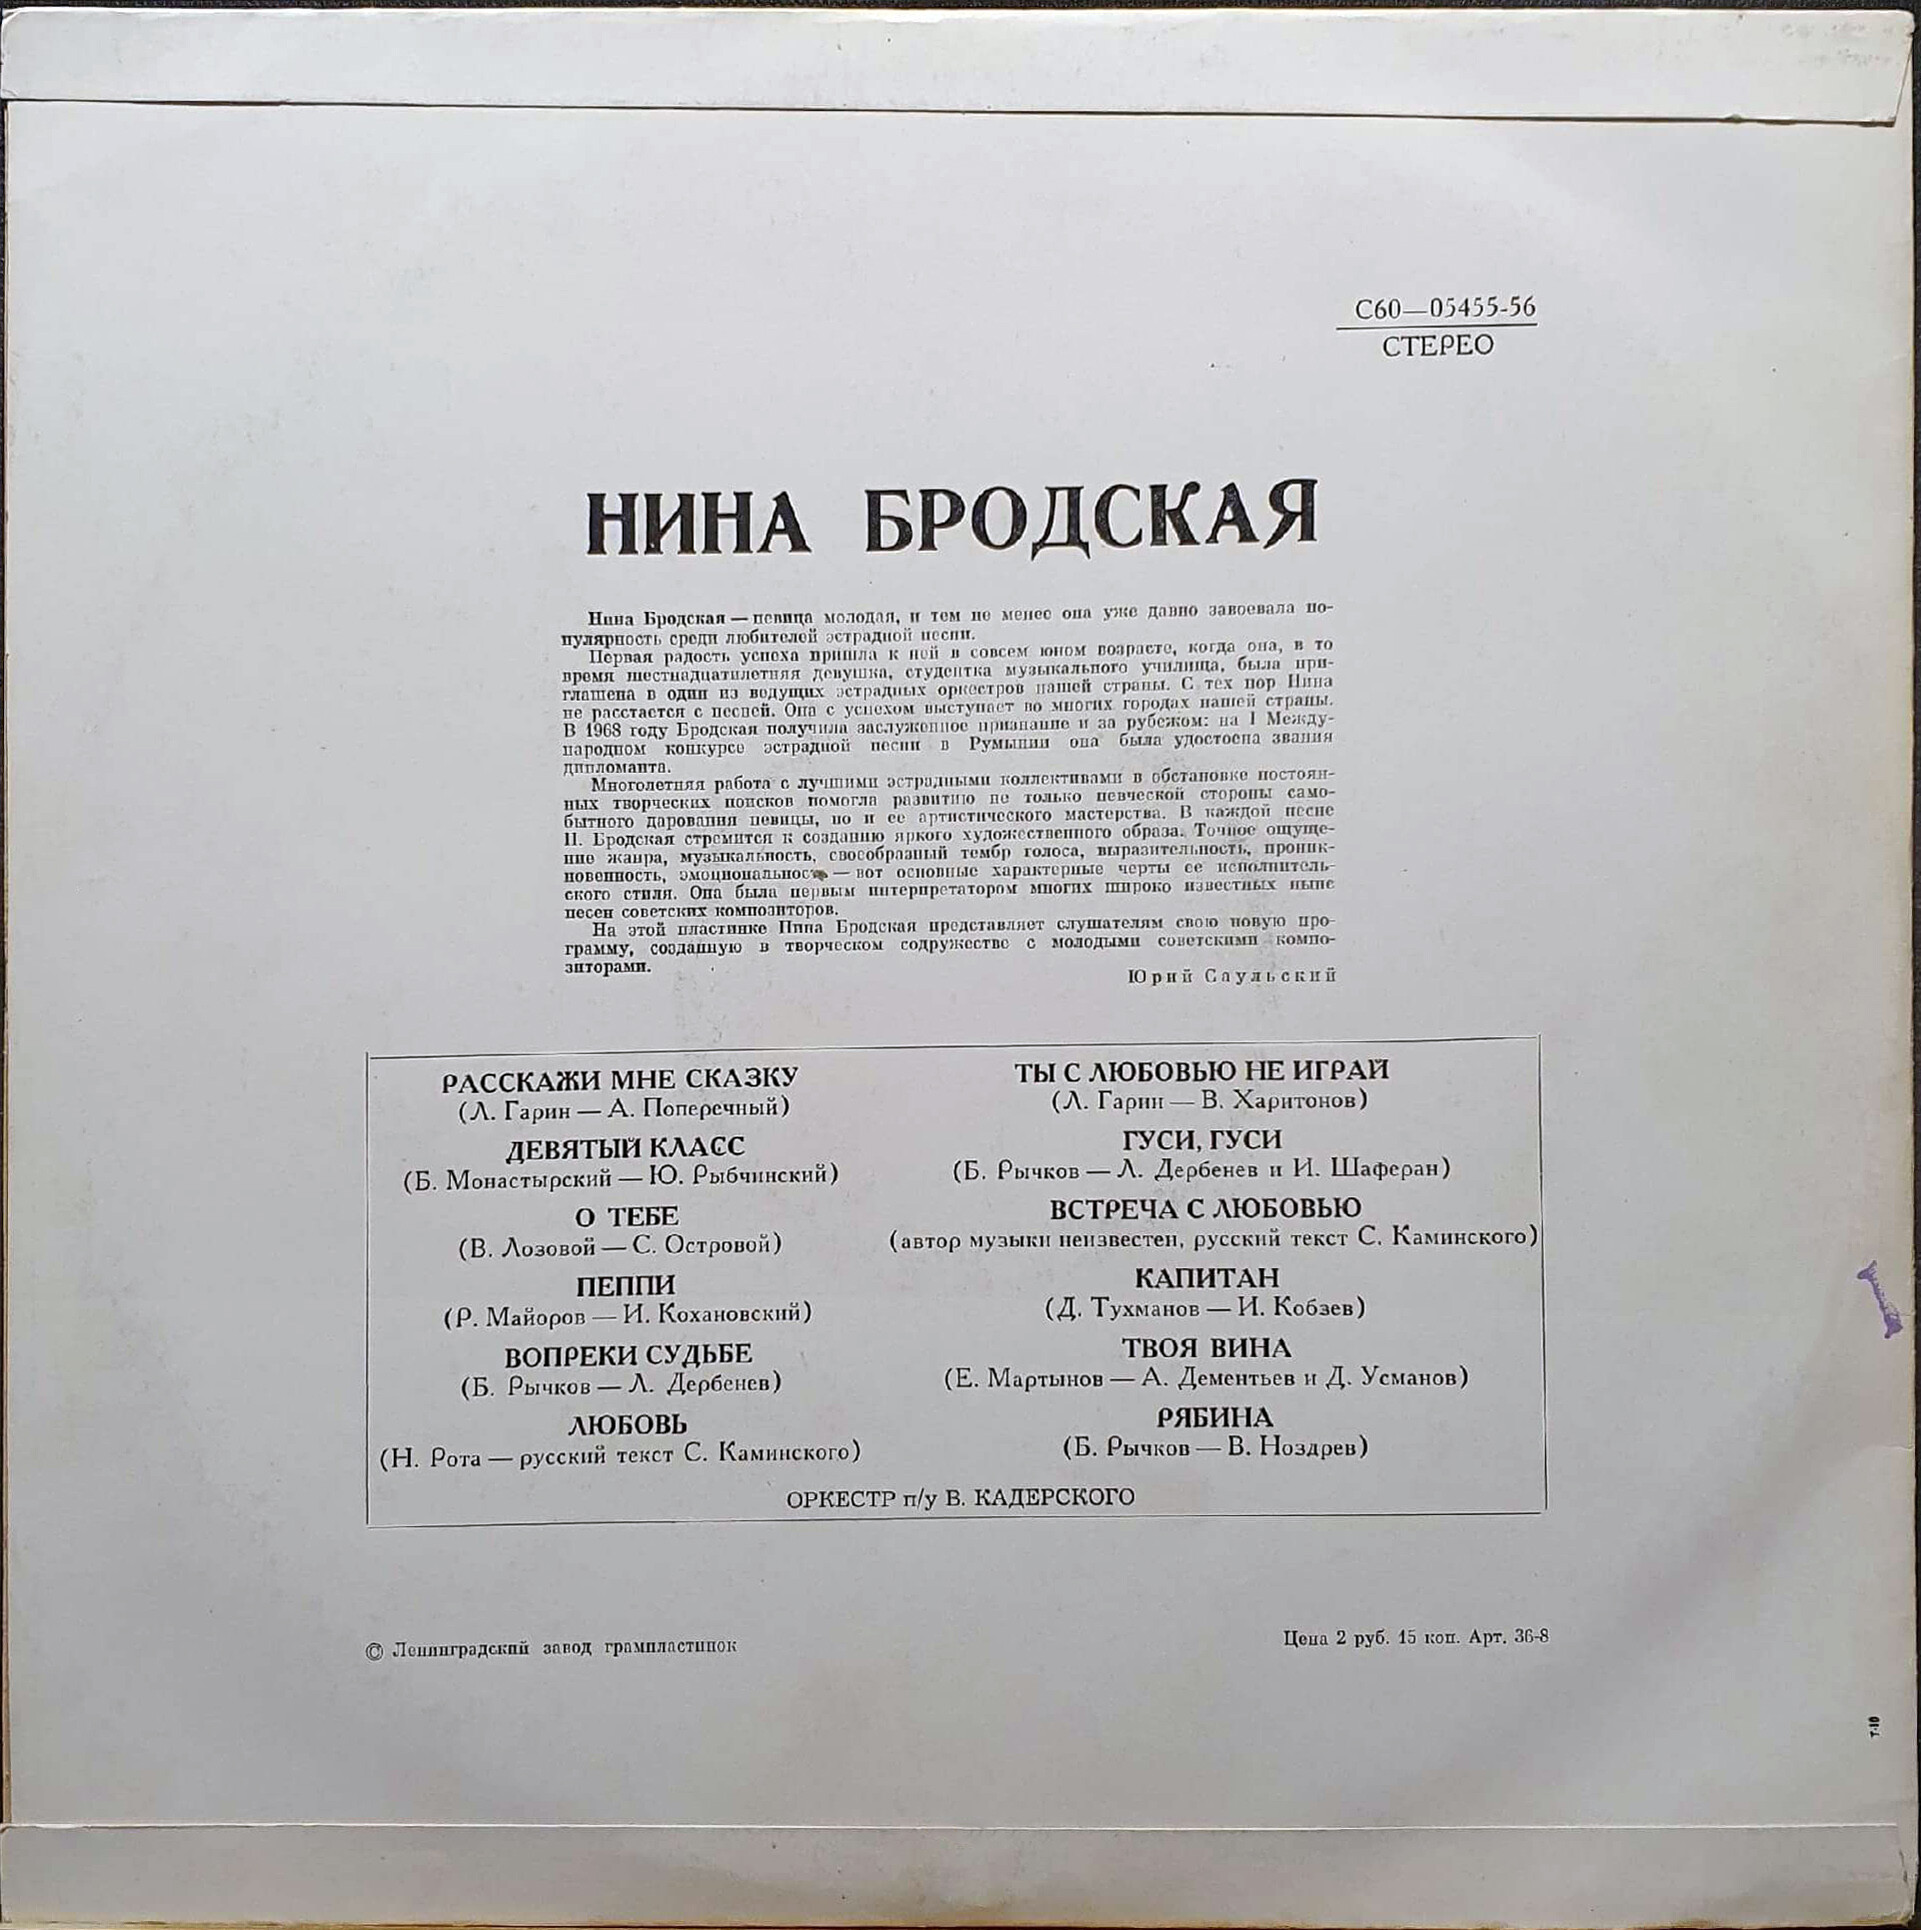 С60—05455-56
СТЕРЕО
НИНА БРОДСКАЯ
Нина Бродская — певица молодая, и тем не менее она уже давно завоевала по-
пулярность среди любителей эстрадной песни.
Первая радость успеха пришла к ней в совсем юном возрасте, когда она, в то
время шестнадцатилетняя девушка, студентка музыкального училища, была при-
глашена в один из ведущих эстрадных оркестров нашей страны. С тех пор Нина
не расстается с песней. Она с успехом выступает во многих городах нашей страны.
В 1968 году Бродская получила заслуженное признание и за рубежом: на I Между-
народном конкурсе эстрадной песни в Румынии она была удостоена звания
дипломанта.
Многолетняя работа с лучшими эстрадными коллективами в обстановке постоян-
ных творческих поисков помогла развитию не только певческой стороны само-
бытного дарования певицы, но и ее артистического мастерства. В каждой песне
Н. Бродская стремится к созданию яркого художественного образа. Точное ощуще-
ние жанра, музыкальность, своеобразный тембр голоса, выразительность, проник-
новенность, эмоциональность — вот основные характерные черты ее исполнитель-
ского стиля. Она была первым интерпретатором многих широко известных ныне
песен советских композиторов.
На этой пластинке Нина Бродская представляет слушателям свою новую про-
грамму, созданную в творческом содружестве с молодыми советскими компо-
зиторами.
Юрий Саульский
РАССКАЖИ МНЕ СКАЗКУ
(Л. Гарин — А. Поперечный)
ДЕВЯТЫЙ КЛАСС
(Б. Монастырский — Ю. Рыбчинский)
О ТЕБЕ
(В. Лозовой — С. Островой)
ПЕППИ
(Р. Майоров — И. Кохановский)
ВОПРЕКИ СУДЬБЕ
(Б. Рычков — Л. Дербенев)
ЛЮБОВЬ
(Н. Рота — русский текст С. Каминского)
ТЫ С ЛЮБОВЬЮ НЕ ИГРАЙ
(Л. Гарин — В. Харитонов)
ГУСИ, ГУСИ
(Б. Рычков — Л. Дербенев и И. Шаферан)
ВСТРЕЧА С ЛЮБОВЬЮ
(автор музыки неизвестен, русский текст С. Каминского)
КАПИТАН
(Д. Тухманов — И. Кобзев)
ТВОЯ ВИНА
(Е. Мартынов — А. Дементьев и Д. Усманов)
РЯБИНА
(Б. Рычков — В. Ноздрев)
ОРКЕСТР п/у В. КАДЕРСКОГО
© Ленинградский завод грампластинок
Цена 2 руб. 15 коп. Арт. 36-8